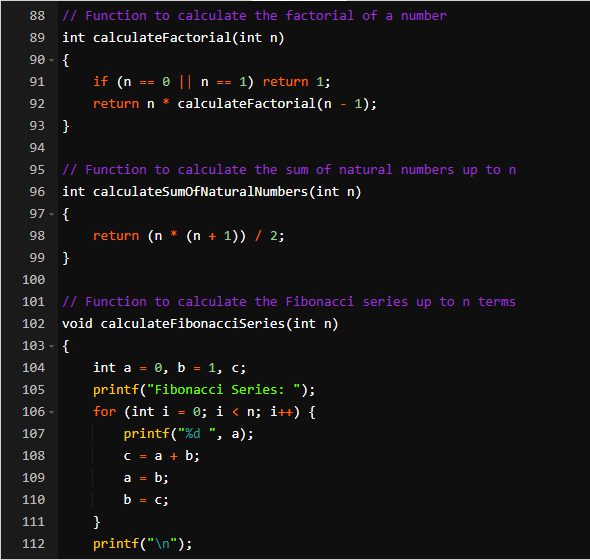 88 // Function to calculate the factorial of a number
89 int calculateFactorial(int n)
90 {
91     if (n == 0 || n == 1) return 1;
92     return n * calculateFactorial(n - 1);
93 }
94
95 // Function to calculate the sum of natural numbers up to n
96 int calculateSumOfNaturalNumbers(int n)
97 {
98     return (n * (n + 1)) / 2;
99 }
100
101 // Function to calculate the Fibonacci series up to n terms
102 void calculateFibonacciSeries(int n)
103 {
104     int a = 0, b = 1, c;
105     printf("Fibonacci Series: ");
106     for (int i = 0; i < n; i++) {
107         printf("%d ", a);
108         c = a + b;
109         a = b;
110         b = c;
111     }
112     printf("\n");